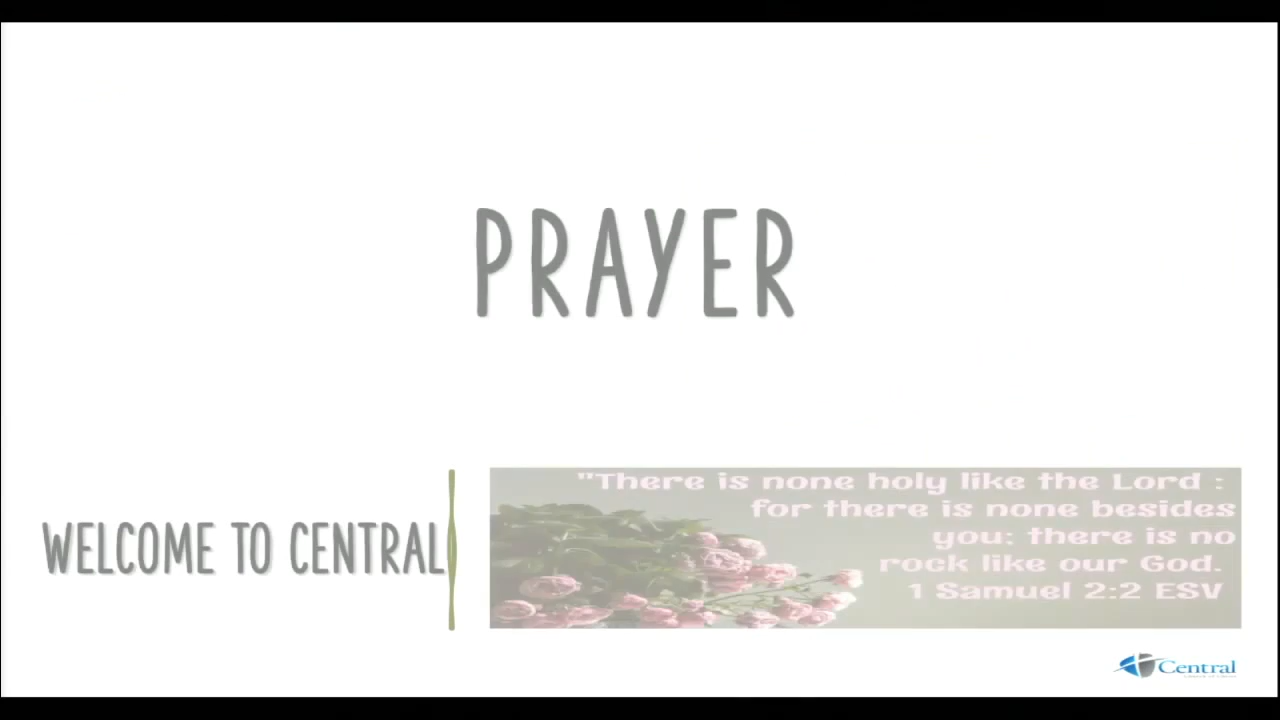 PRAYER
WELCOME TO CENTRAL
"There is none holy like the Lord :
for there is none besides
you: there is no
rock like our God.
1 Samuel 2:2 ESV
Central